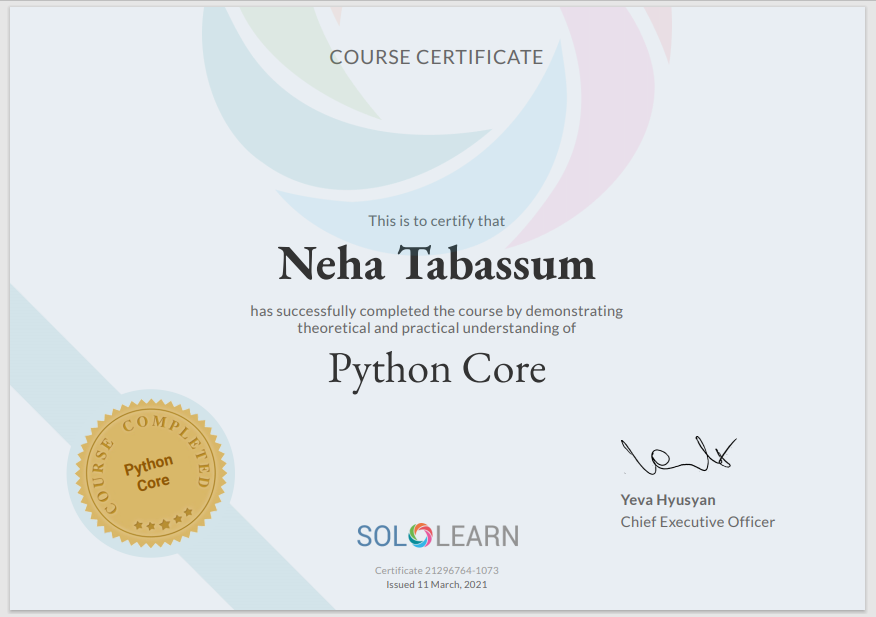 COURSE CERTIFICATE
This is to certify that
Neha Tabassum
has successfully completed the course by demonstrating
theoretical and practical understanding of
Python Core
COURSE COMPLETED
Python
Core
Yeva Hyusyan
Chief Executive Officer
SOLOLEARN
Certificate 21296764-1073
Issued 11 March, 2021